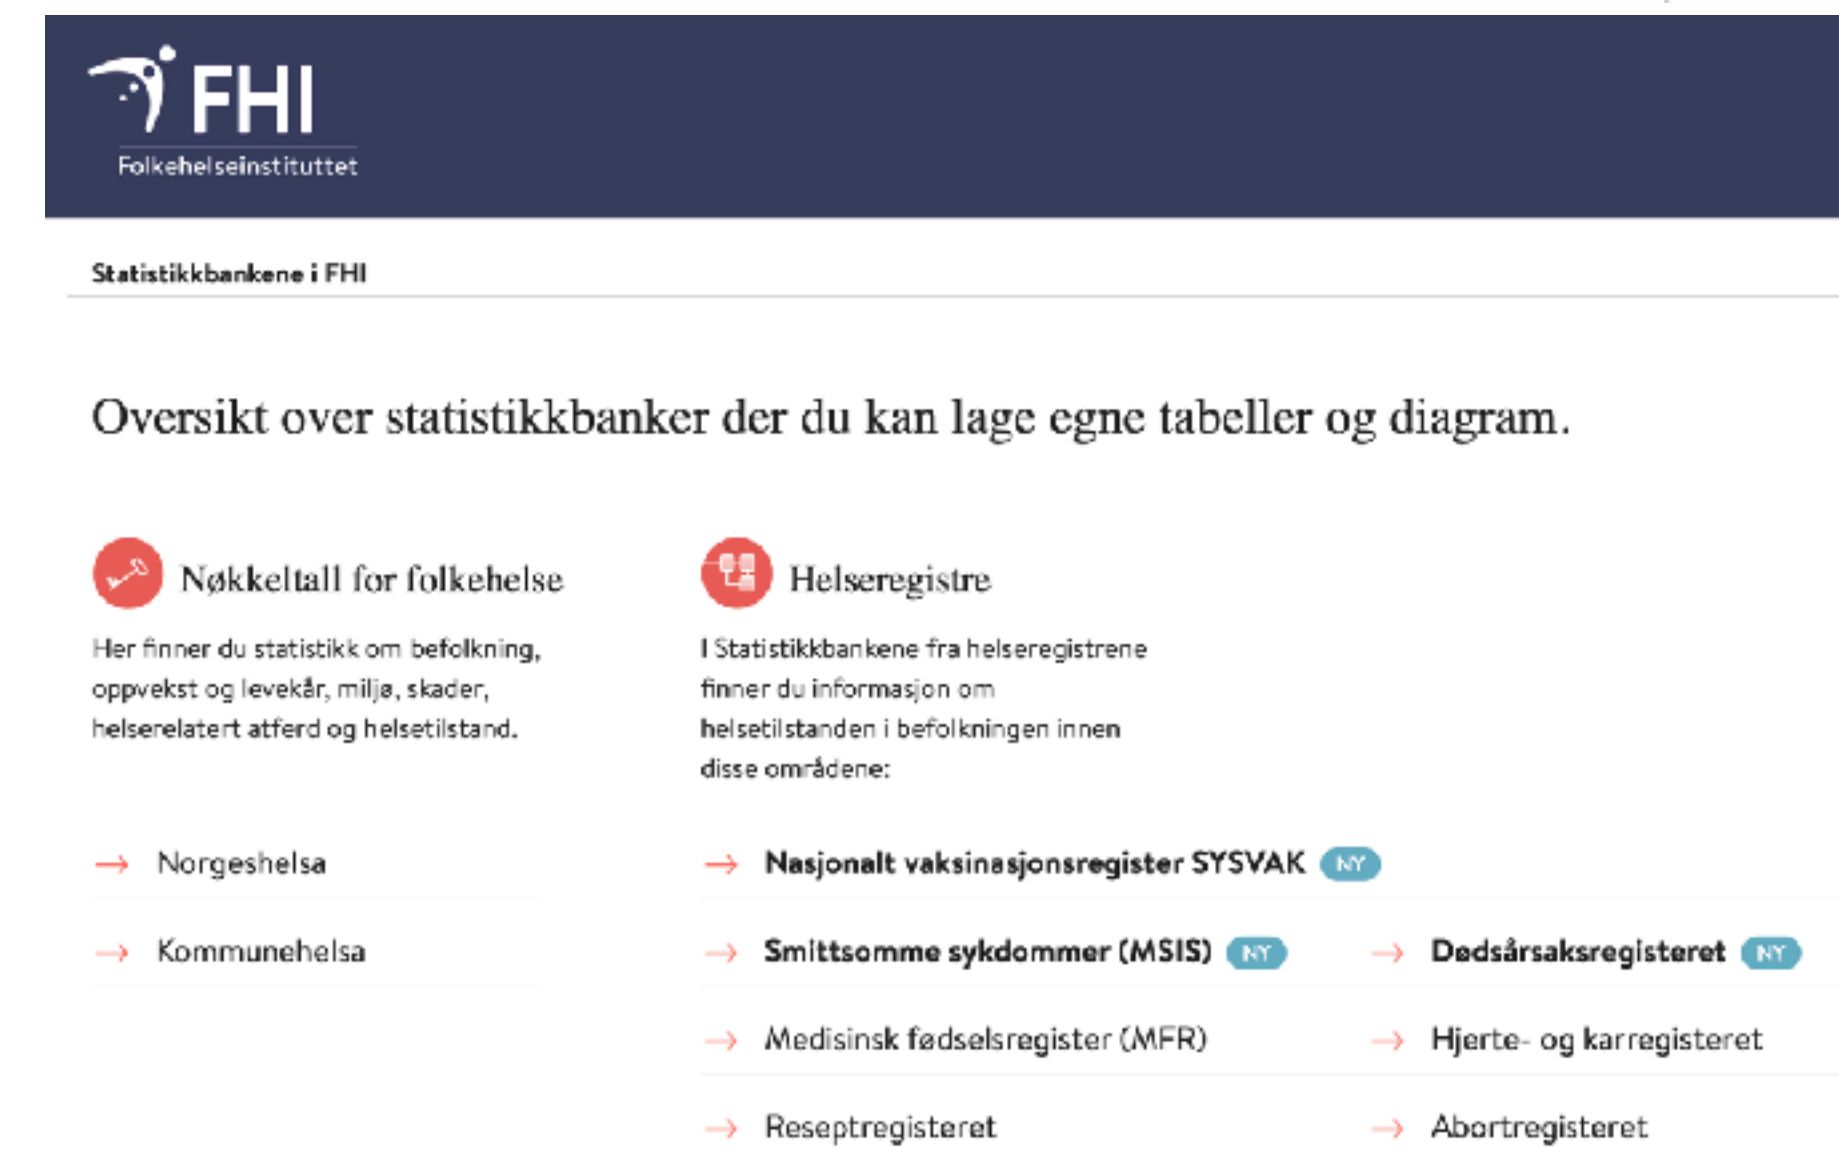 FHI
Folkehelseinstituttet
Statistikkbankene i FHI
Oversikt over statistikkbanker der du kan lage egne tabeller og diagram.
Nøkkeltall for folkehelse
Her finner du statistikk om befolkning,
oppvekst og levekår, miljø, skader,
helserelatert atferd og helsetilstand.
Norgeshelsa
Kommunehelsa
Helseregistre
I Statistikkbankene fra helseregistrene
finner du informasjon om
helsetilstanden i befolkningen innen
disse områdene:
Nasjonalt vaksinasjonsregister SYSVAK NY
Smittsomme sykdommer (MSIS) NY
Dødsårsaksregisteret NY
Medisinsk fødselsregister (MFR)
Hjerte- og karregisteret
Reseptregisteret
Abortregisteret